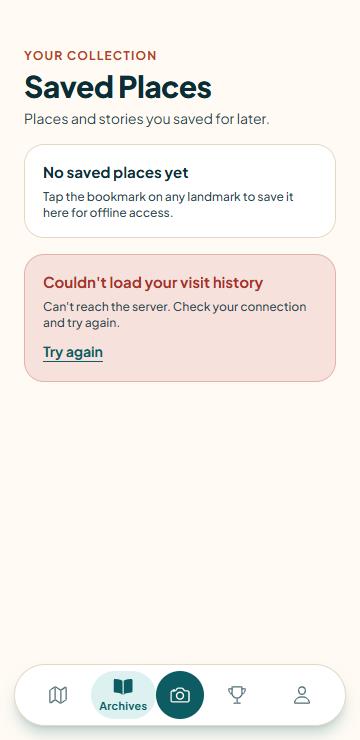 YOUR COLLECTION
Saved Places
Places and stories you saved for later.
No saved places yet
Tap the bookmark on any landmark to save it
here for offline access.
Couldn't load your visit history
Can't reach the server. Check your connection
and try again.
Try again
Archives